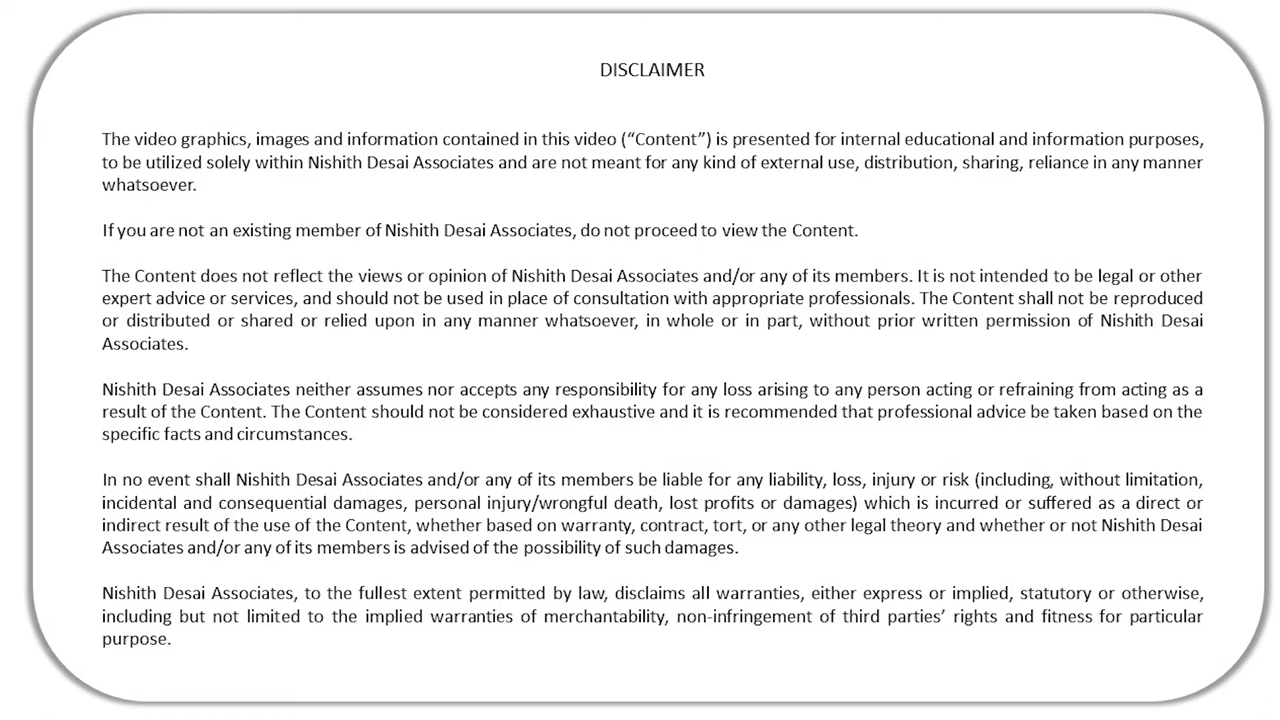 DISCLAIMER
The video graphics, images and information contained in this video (“Content”) is presented for internal educational and information purposes,
to be utilized solely within Nishith Desai Associates and are not meant for any kind of external use, distribution, sharing, reliance in any manner
whatsoever.
If you are not an existing member of Nishith Desai Associates, do not proceed to view the Content.
The Content does not reflect the views or opinion of Nishith Desai Associates and/or any of its members. It is not intended to be legal or other
expert advice or services, and should not be used in place of consultation with appropriate professionals. The Content shall not be reproduced
or distributed or shared or relied upon in any manner whatsoever, in whole or in part, without prior written permission of Nishith Desai
Associates.
Nishith Desai Associates neither assumes nor accepts any responsibility for any loss arising to any person acting or refraining from acting as a
result of the Content. The Content should not be considered exhaustive and it is recommended that professional advice be taken based on the
specific facts and circumstances.
In no event shall Nishith Desai Associates and/or any of its members be liable for any liability, loss, injury or risk (including, without limitation,
incidental and consequential damages, personal injury/wrongful death, lost profits or damages) which is incurred or suffered as a direct or
indirect result of the use of the Content, whether based on warranty, contract, tort, or any other legal theory and whether or not Nishith Desai
Associates and/or any of its members is advised of the possibility of such damages.
Nishith Desai Associates, to the fullest extent permitted by law, disclaims all warranties, either express or implied, statutory or otherwise,
including but not limited to the implied warranties of merchantability, non-infringement of third parties’ rights and fitness for particular
purpose.